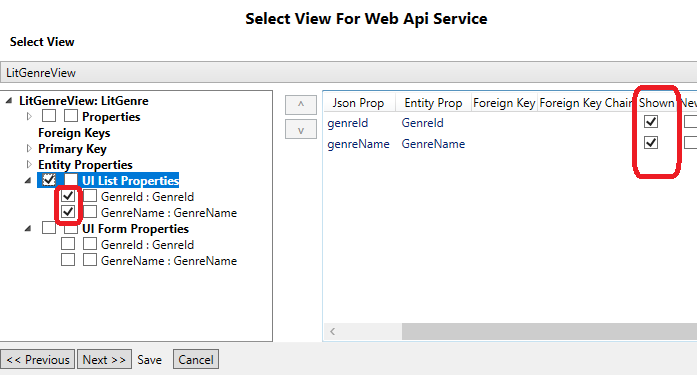 Select View For Web Api Service
Select View
LitGenreView
LitGenreView: LitGenre
Properties
Foreign Keys
Primary Key
Entity Properties
UI List Properties
GenreId : GenreId
GenreName : GenreName
UI Form Properties
GenreId : GenreId
GenreName : GenreName
Json Prop Entity Prop Foreign Key Foreign Key Chain Shown
genreId GenreId
genreName GenreName
<< Previous Next >> Save Cancel